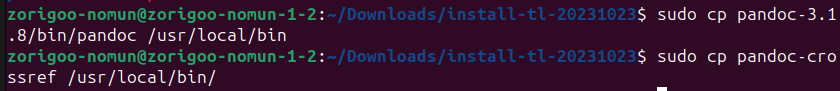 zorigoo-nomun@zorigoo-nomun-1-2:~/Downloads/install-tl-20231023$ sudo cp pandoc-3.1
.8/bin/pandoc /usr/local/bin
zorigoo-nomun@zorigoo-nomun-1-2:~/Downloads/install-tl-20231023$ sudo cp pandoc-cro
ssref /usr/local/bin/